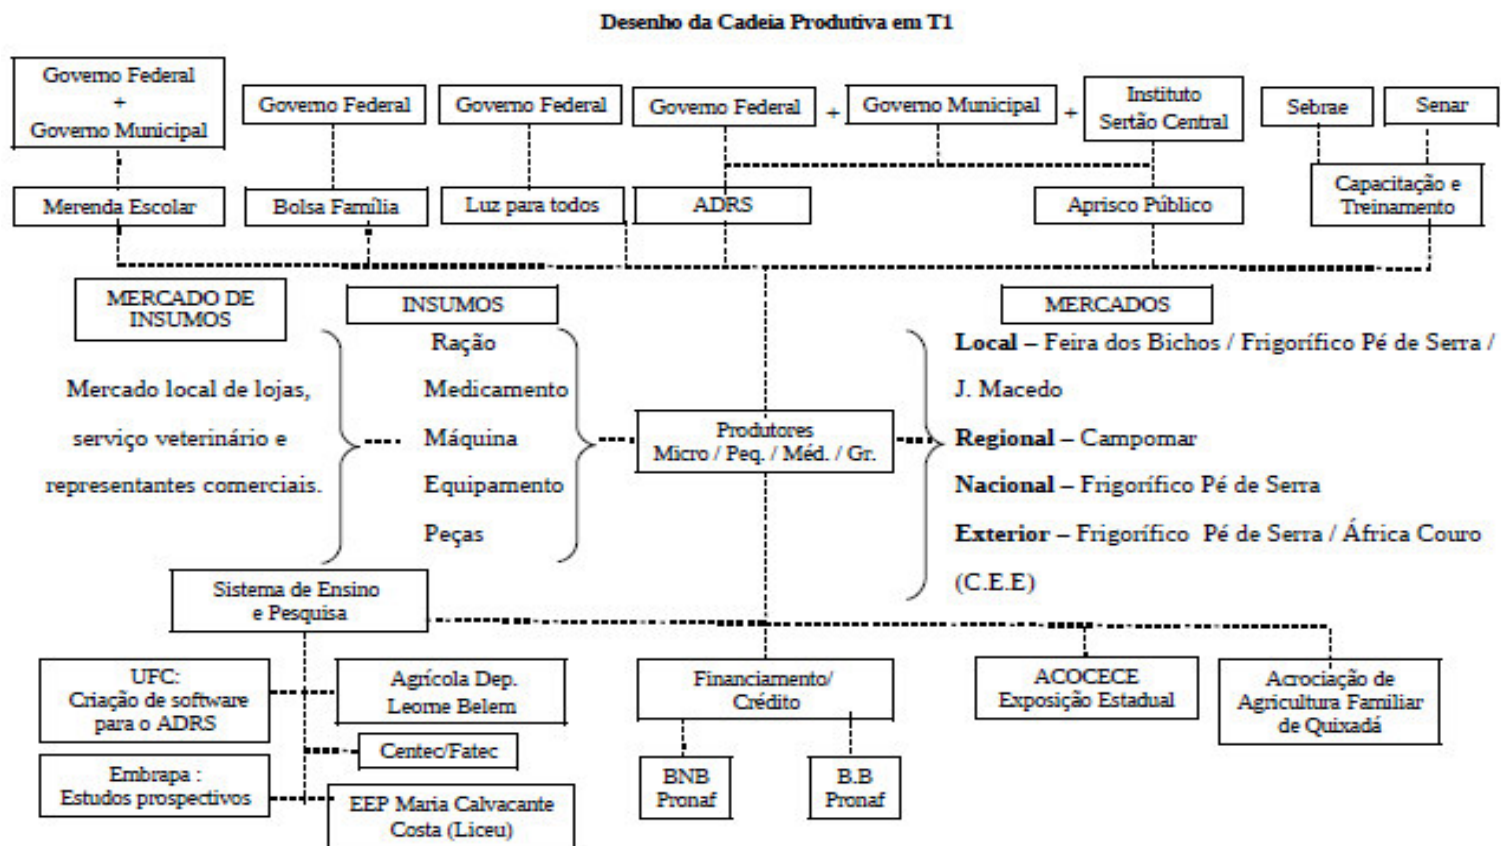 Desenho da Cadeia Produtiva em T1
Governo Federal
+
Governo Municipal
Governo Federal
Governo Federal
Governo Federal
+
Governo Municipal
+
Instituto
Sertão Central
Sebrae
Senar
Merenda Escolar
Bolsa Família
Luz para todos
ADRS
Aprisco Público
Capacitação e
Treinamento
MERCADO DE
INSUMOS
Mercado local de lojas,
serviço veterinário e
representantes comerciais.
INSUMOS
Ração
Medicamento
Máquina
Equipamento
Peças
Produtores
Micro / Peq. / Méd. / Gr.
MERCADOS
Local – Feira dos Bichos / Frigorífico Pé de Serra /
J. Macedo
Regional – Campomar
Nacional – Frigorífico Pé de Serra
Exterior – Frigorífico Pé de Serra / África Couro
(C.E.E)
Sistema de Ensino
e Pesquisa
UFC:
Criação de software
para o ADRS
Agrícola Dep.
Leorne Belem
Centec/Fatec
Embrapa :
Estudos prospectivos
EEP Maria Calvacante
Costa (Liceu)
Financiamento/
Crédito
BNB
Pronaf
B.B
Pronaf
ACOCECE
Exposição Estadual
Acrociação de
Agricultura Familiar
de Quixadá